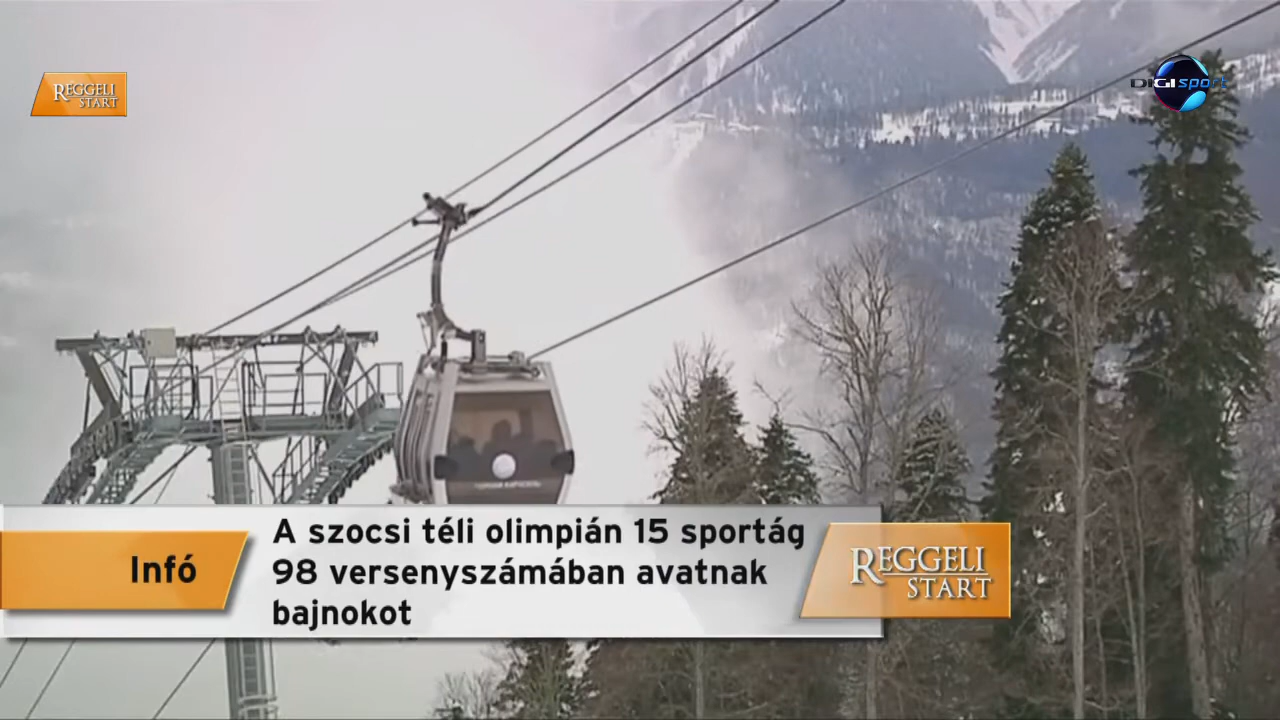 REGGELI
START
DIGI sport
Infó
A szocsi téli olimpián 15 sportág
98 versenyszámában avatnak
bajnokot
REGGELI
START